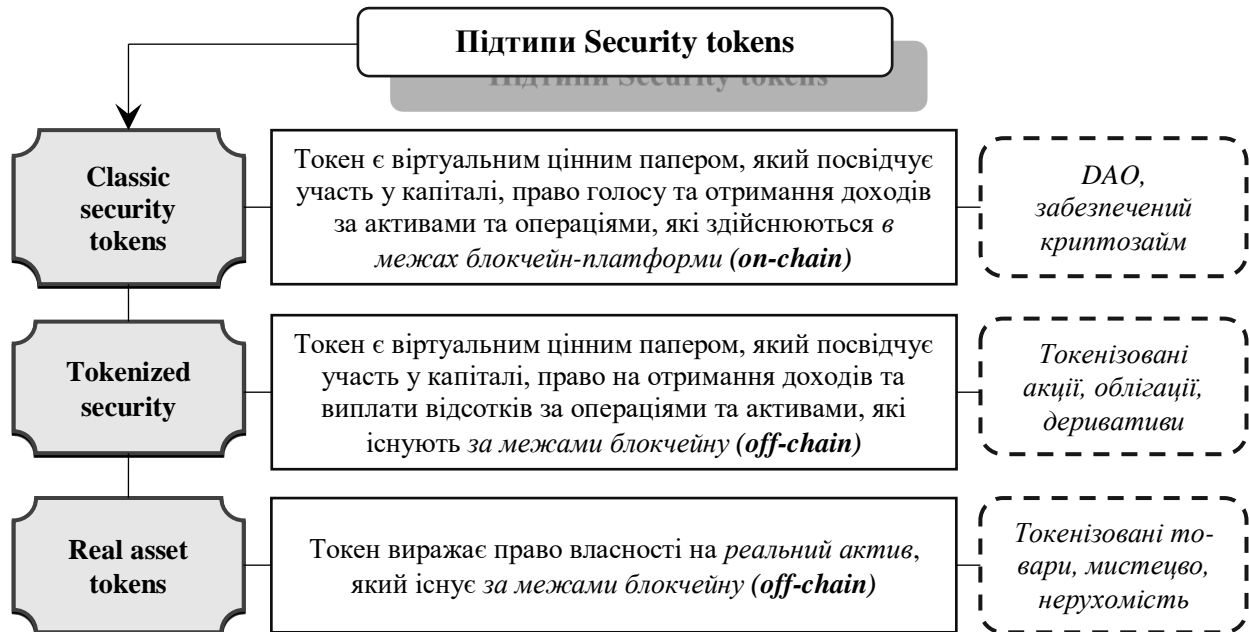 Підтипи Security tokens
Classic
security
tokens
Токен є віртуальним цінним папером, який посвідчує
участь у капіталі, право голосу та отримання доходів
за активами та операціями, які здійснюються в
межах блокчейн-платформи (on-chain)
DAO,
забезпечений
криптозайм
Tokenized
security
Токен є віртуальним цінним папером, який посвідчує
участь у капіталі, право на отримання доходів та
виплати відсотків за операціями та активами, які
існують за межами блокчейну (off-chain)
Токенізовані
акції, облігації,
деривативи
Real asset
tokens
Токен виражає право власності на реальний актив,
який існує за межами блокчейну (off-chain)
Токенізовані то-
вари, мистецво,
нерухомість